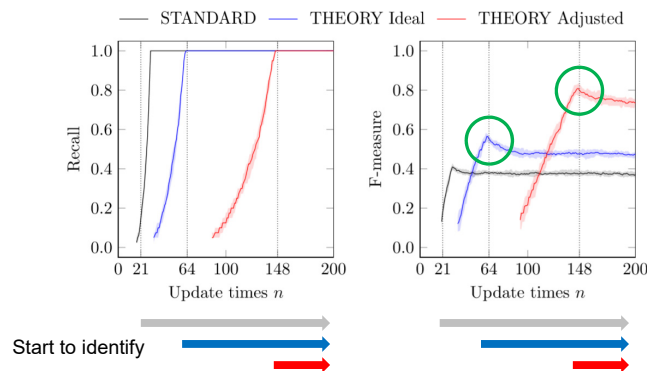 STANDARD THEORY Ideal THEORY Adjusted
Recall
1.0
0.8
0.6
0.4
0.2
0.0
0 21 64 100 148 200
Update times n
F-measure
1.0
0.8
0.6
0.4
0.2
0.0
0 21 64 100 148 200
Update times n
Start to identify